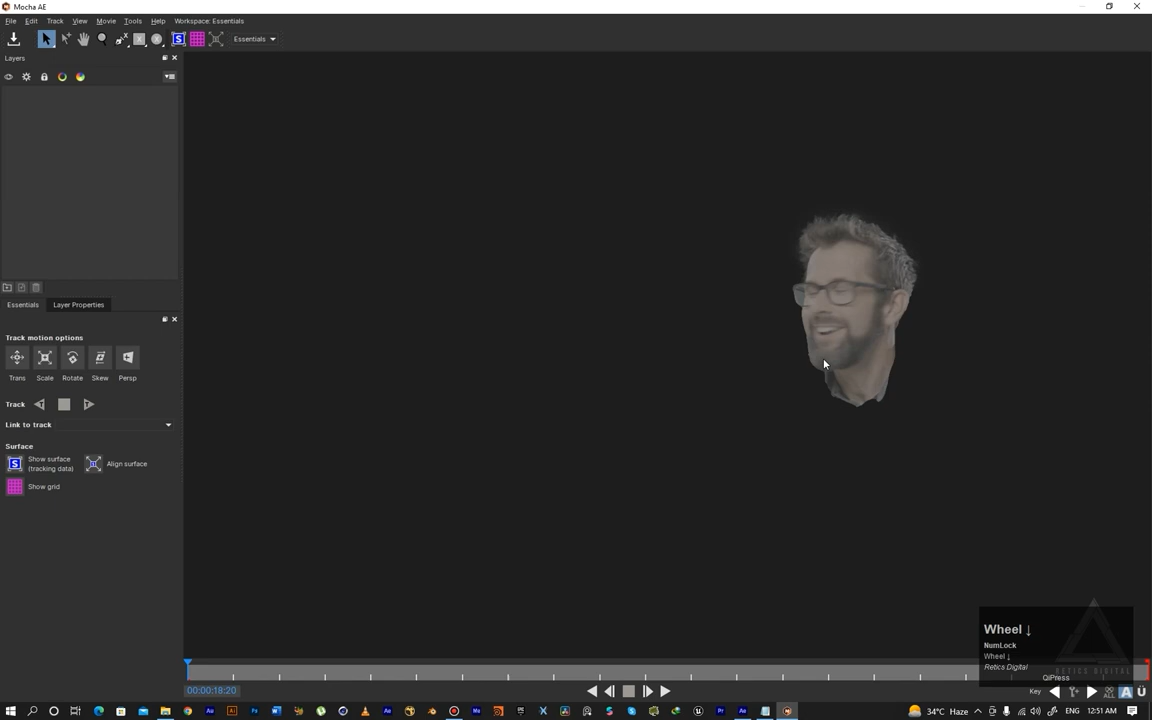 Mocha AE
File Edit Track View Movie Tools Help Workspace: Essentials
Essentials
Layers
Essentials Layer Properties
Track motion options
Trans Scale Rotate Skew Persp
Track
Link to track
Surface
Show surface
(tracking data)
Align surface
Show grid
Wheel ↓
NumLock
Wheel ↓
Retics Digital
RETICS DIGITAL
QiPress
00:00:18:20
Key
34°C Haze
ENG
12:51 AM